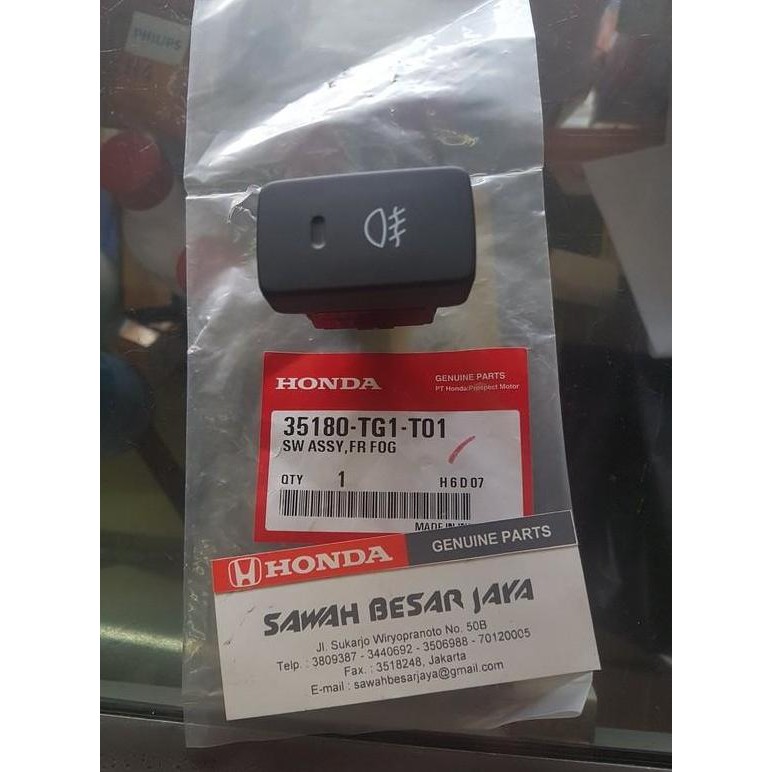 PHILIPS
HONDA
GENUINE PARTS
PT Honda Prospect Motor
35180-TG1-T01
SW ASSY,FR FOG
QTY 1 H6D07
MADE IN
HONDA GENUINE PARTS
SAWAH BESAR JAYA
Jl. Sukarjo Wiryopranoto No. 50B
Telp. : 3809387 - 3440692 - 3506988 - 70120005
Fax. : 3518248, Jakarta
E-mail : sawahbesarjaya@gmail.com